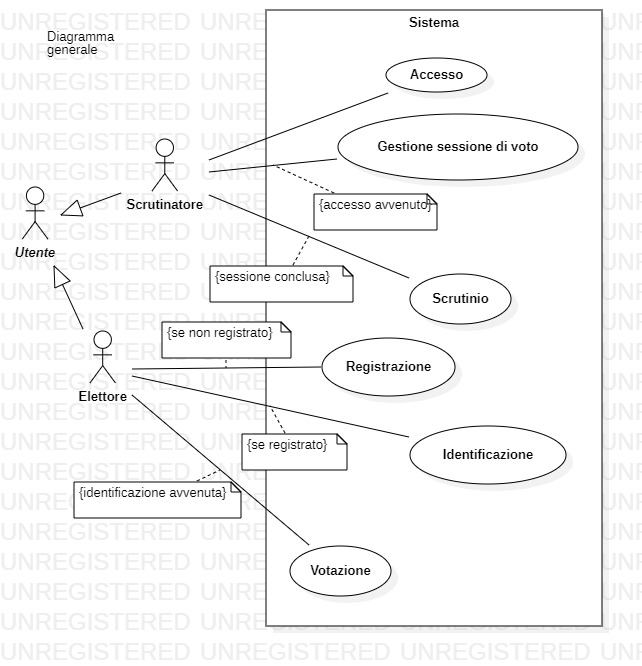 Diagramma
generale
Sistema
Accesso
Gestione sessione di voto
{accesso avvenuto}
Scrutinatore
Utente
{sessione conclusa}
Scrutinio
{se non registrato}
Registrazione
Elettore
{se registrato}
Identificazione
{identificazione avvenuta}
Votazione
UNREGISTERED UNREGISTERED UNREGISTERED UNREGISTERED